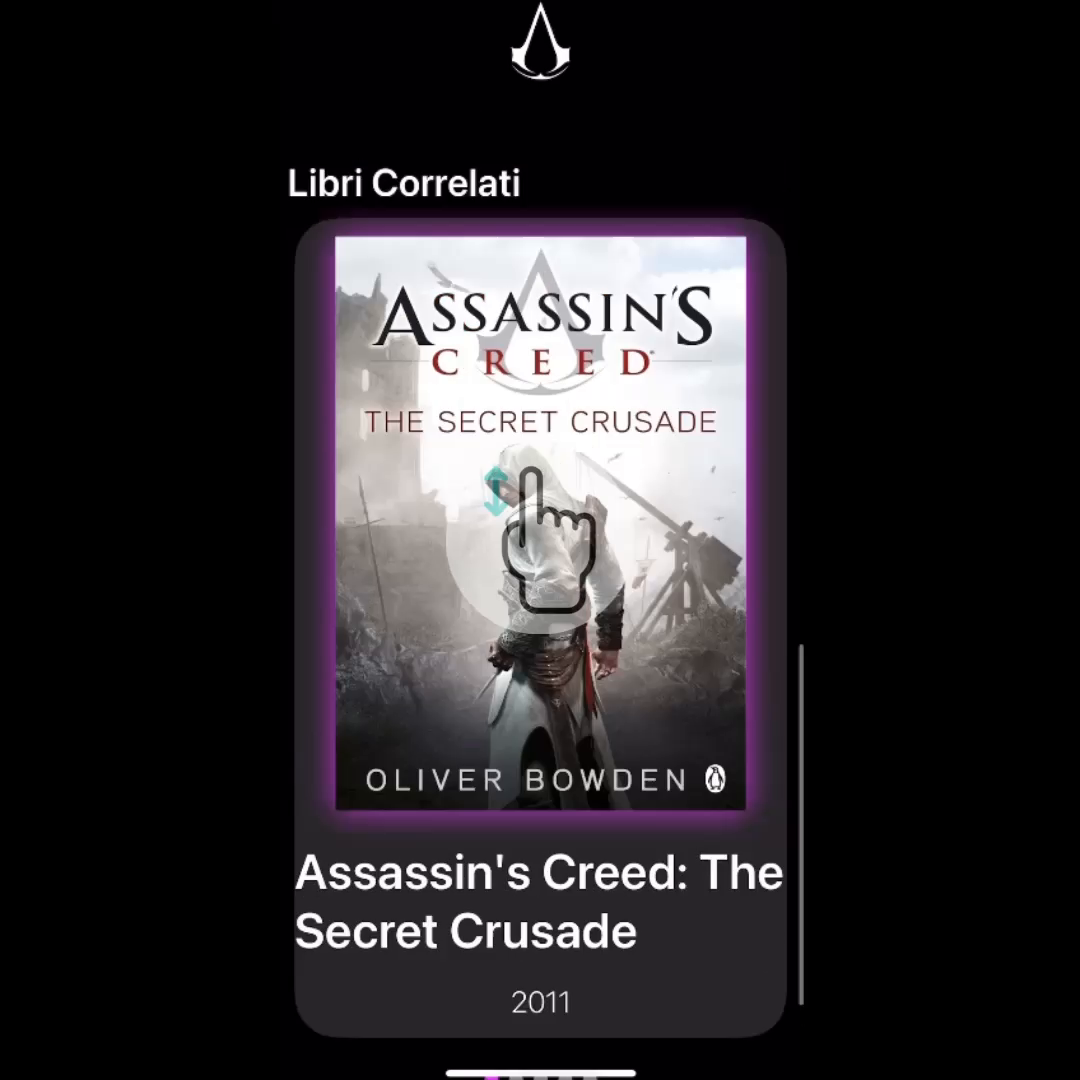 Libri Correlati
ASSASSIN'S
CREED
THE SECRET CRUSADE
OLIVER BOWDEN
Assassin's Creed: The
Secret Crusade
2011